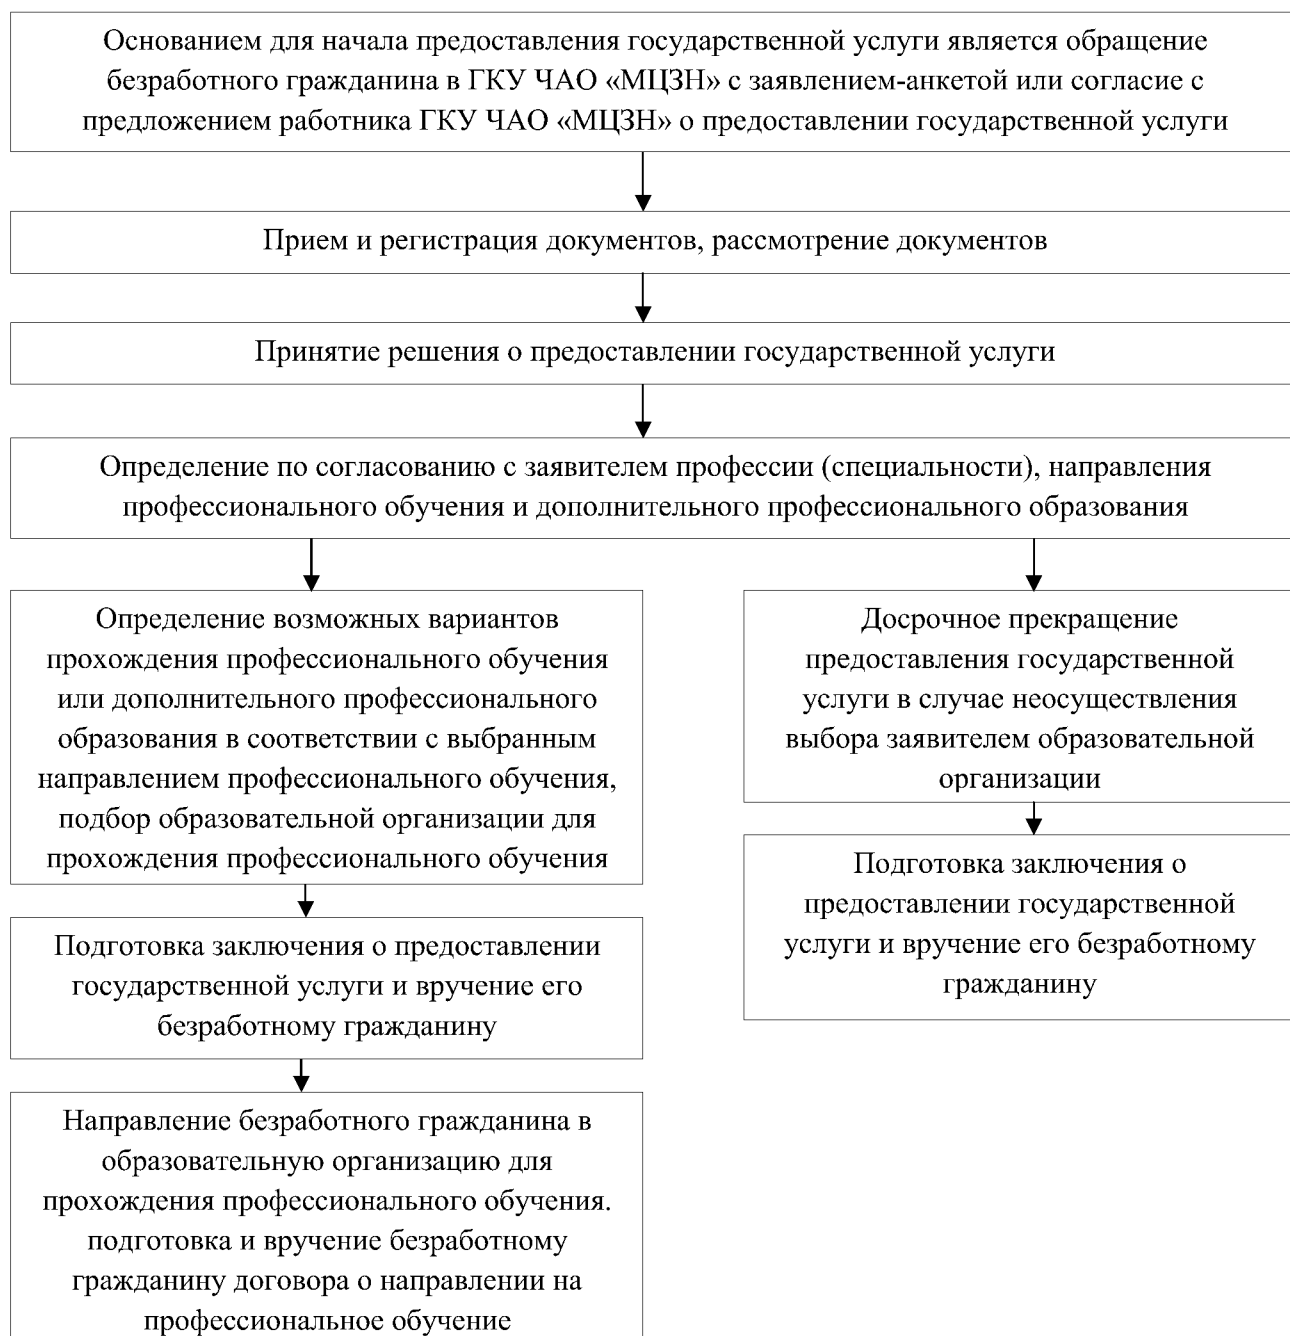 Основанием для начала предоставления государственной услуги является обращение
безработного гражданина в ГКУ ЧАО «МЦЗН» с заявлением-анкетой или согласие с
предложением работника ГКУ ЧАО «МЦЗН» о предоставлении государственной услуги
Прием и регистрация документов, рассмотрение документов
Принятие решения о предоставлении государственной услуги
Определение по согласованию с заявителем профессии (специальности), направления
профессионального обучения и дополнительного профессионального образования
Определение возможных вариантов
прохождения профессионального обучения
или дополнительного профессионального
образования в соответствии с выбранным
направлением профессионального обучения,
подбор образовательной организации для
прохождения профессионального обучения
Подготовка заключения о предоставлении
государственной услуги и вручение его
безработному гражданину
Направление безработного гражданина в
образовательную организацию для
прохождения профессионального обучения.
подготовка и вручение безработному
гражданину договора о направлении на
профессиональное обучение
Досрочное прекращение
предоставления государственной
услуги в случае неосуществления
выбора заявителем образовательной
организации
Подготовка заключения о
предоставлении государственной
услуги и вручение его безработному
гражданину